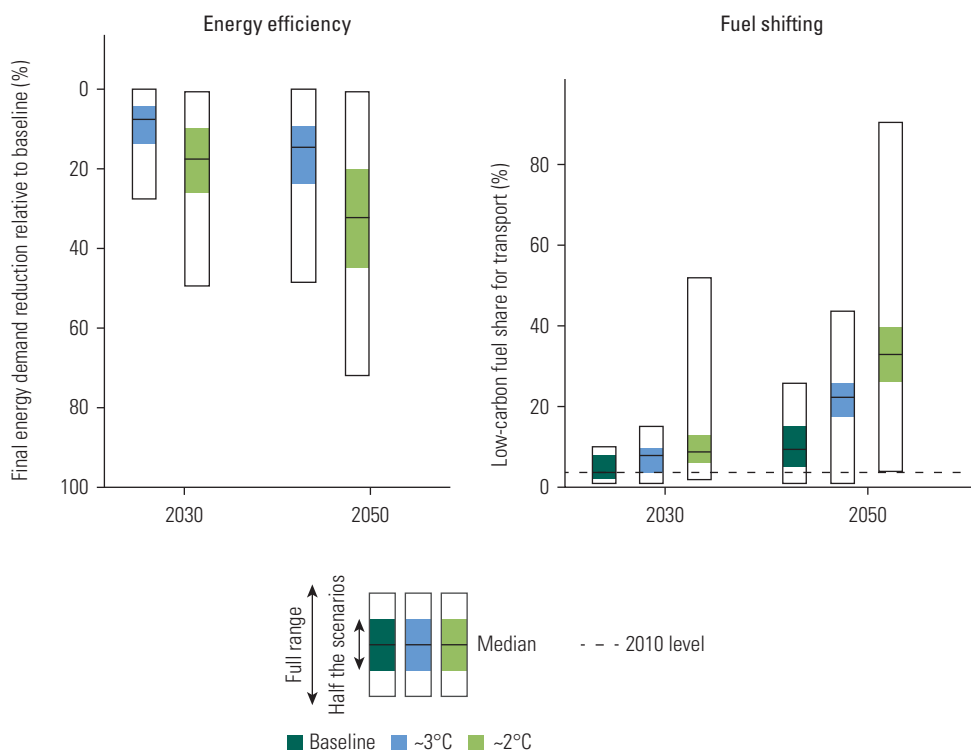 Energy efficiency
Final energy demand reduction relative to baseline (%)
0
20
40
60
80
100
2030
2050
Fuel shifting
Low-carbon fuel share for transport (%)
80
60
40
20
0
2030
2050
Full range
Half the scenarios
Median
2010 level
Baseline
~3°C
~2°C